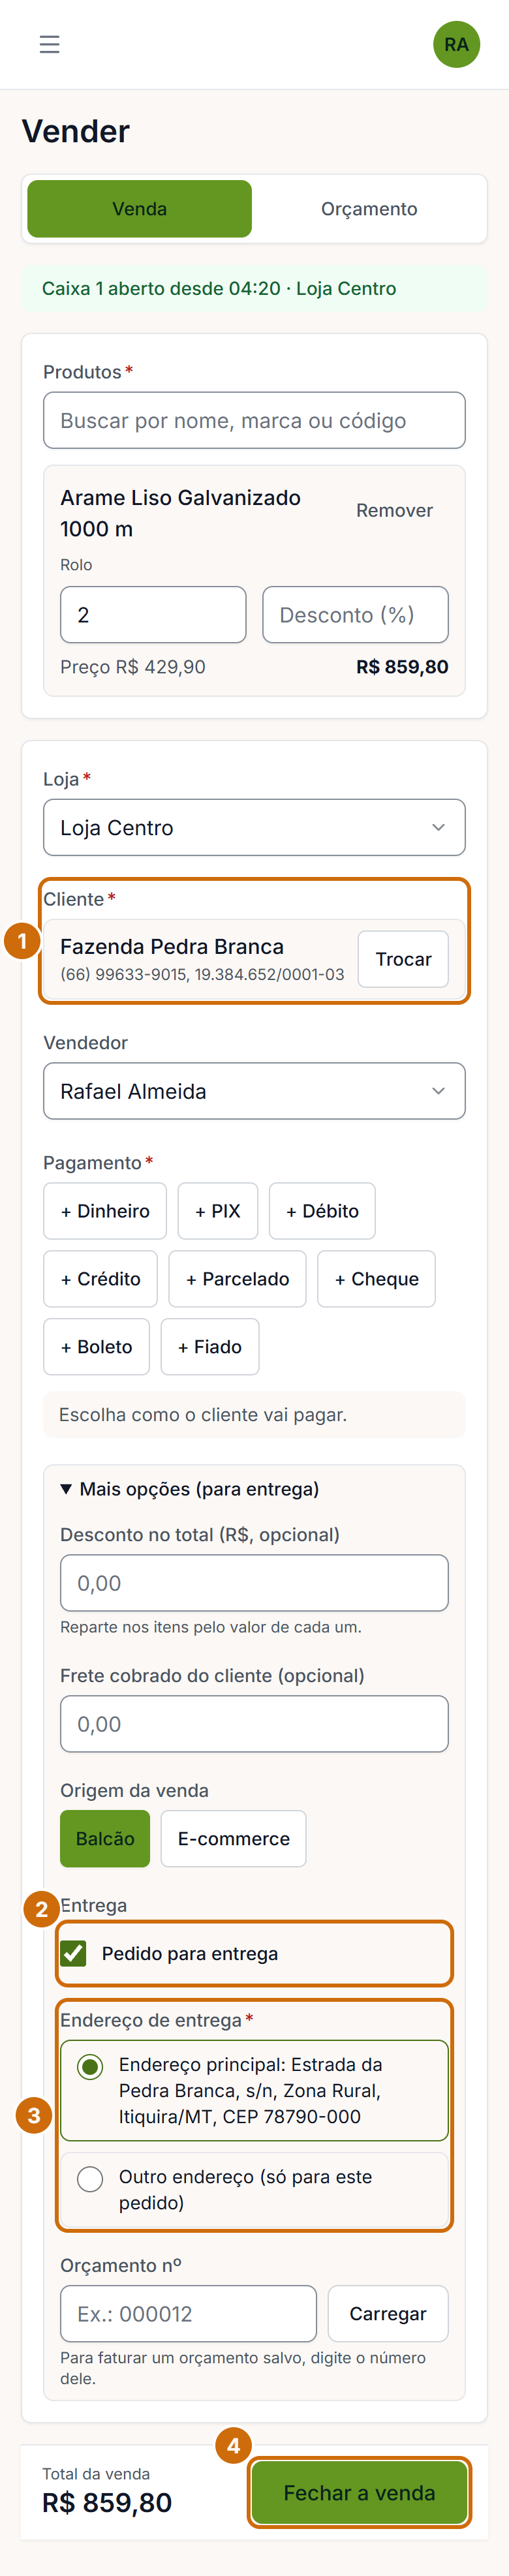 RA
Vender
Venda
Orçamento
Caixa 1 aberto desde 04:20 · Loja Centro
Produtos*
Buscar por nome, marca ou código
Arame Liso Galvanizado
1000 m
Remover
Rolo
2
Desconto (%)
Preço R$ 429,90
R$ 859,80
Loja*
Loja Centro
Cliente*
1
Fazenda Pedra Branca
(66) 99633-9015, 19.384.652/0001-03
Trocar
Vendedor
Rafael Almeida
Pagamento*
+ Dinheiro
+ PIX
+ Débito
+ Crédito
+ Parcelado
+ Cheque
+ Boleto
+ Fiado
Escolha como o cliente vai pagar.
▼ Mais opções (para entrega)
Desconto no total (R$, opcional)
0,00
Reparte nos itens pelo valor de cada um.
Frete cobrado do cliente (opcional)
0,00
Origem da venda
Balcão
E-commerce
2
Entrega
Pedido para entrega
Endereço de entrega*
3
Endereço principal: Estrada da
Pedra Branca, s/n, Zona Rural,
Itiquira/MT, CEP 78790-000
Outro endereço (só para este
pedido)
Orçamento nº
Ex.: 000012
Carregar
Para faturar um orçamento salvo, digite o número
dele.
4
Total da venda
R$ 859,80
Fechar a venda